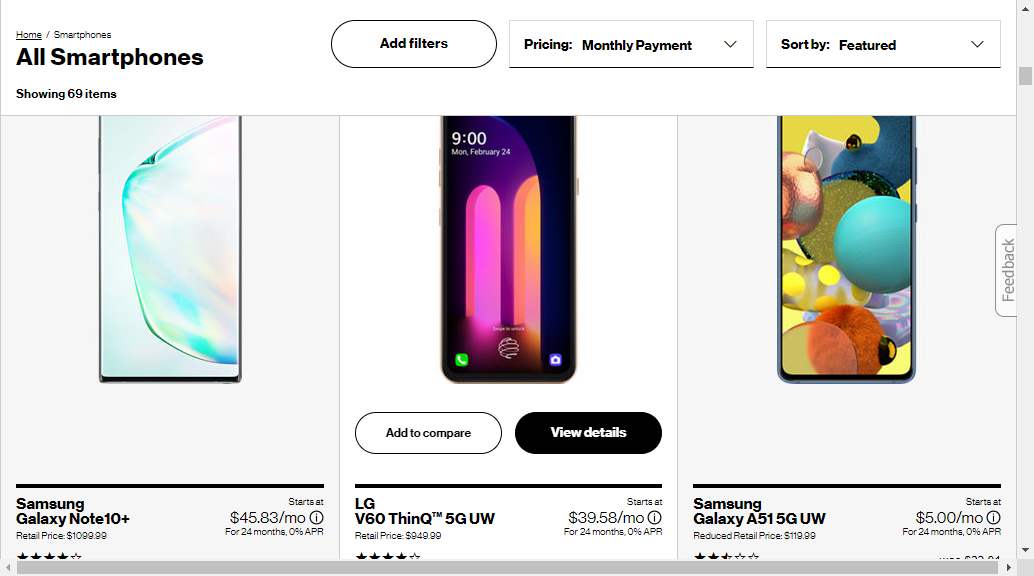 Home / Smartphones
All Smartphones
Showing 69 items
Add filters
Pricing: Monthly Payment
Sort by: Featured
9:00
Mon, February 24
Swipe to unlock
Feedback
Add to compare
View details
Samsung
Galaxy Note10+
Retail Price: $1099.99
Starts at
$45.83/mo
For 24 months, 0% APR
LG
V60 ThinQ™ 5G UW
Retail Price: $949.99
Starts at
$39.58/mo
For 24 months, 0% APR
Samsung
Galaxy A51 5G UW
Reduced Retail Price: $119.99
Starts at
$5.00/mo
For 24 months, 0% APR